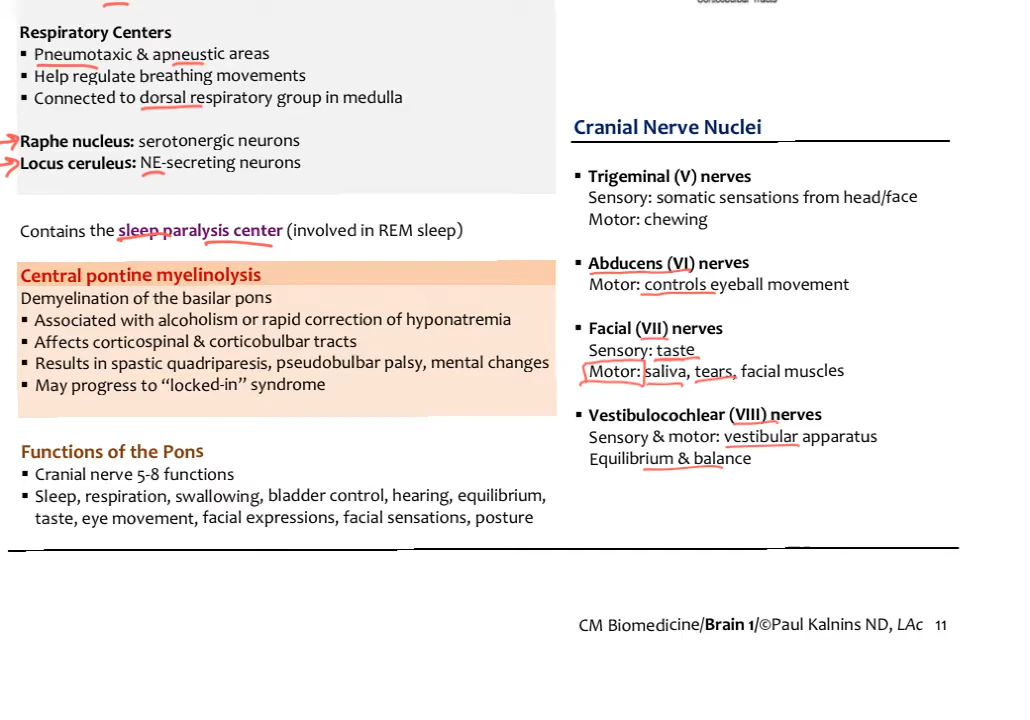 Respiratory Centers
▪ Pneumotaxic & apneustic areas
▪ Help regulate breathing movements
▪ Connected to dorsal respiratory group in medulla
Raphe nucleus: serotonergic neurons
Locus ceruleus: NE-secreting neurons
Contains the sleep paralysis center (involved in REM sleep)
Central pontine myelinolysis
Demyelination of the basilar pons
▪ Associated with alcoholism or rapid correction of hyponatremia
▪ Affects corticospinal & corticobulbar tracts
▪ Results in spastic quadriparesis, pseudobulbar palsy, mental changes
▪ May progress to “locked-in” syndrome
Functions of the Pons
▪ Cranial nerve 5-8 functions
▪ Sleep, respiration, swallowing, bladder control, hearing, equilibrium,
taste, eye movement, facial expressions, facial sensations, posture
Cranial Nerve Nuclei
▪ Trigeminal (V) nerves
Sensory: somatic sensations from head/face
Motor: chewing
▪ Abducens (VI) nerves
Motor: controls eyeball movement
▪ Facial (VII) nerves
Sensory: taste
Motor: saliva, tears, facial muscles
▪ Vestibulocochlear (VIII) nerves
Sensory & motor: vestibular apparatus
Equilibrium & balance
CM Biomedicine/Brain 1/©Paul Kalnins ND, LAc 11